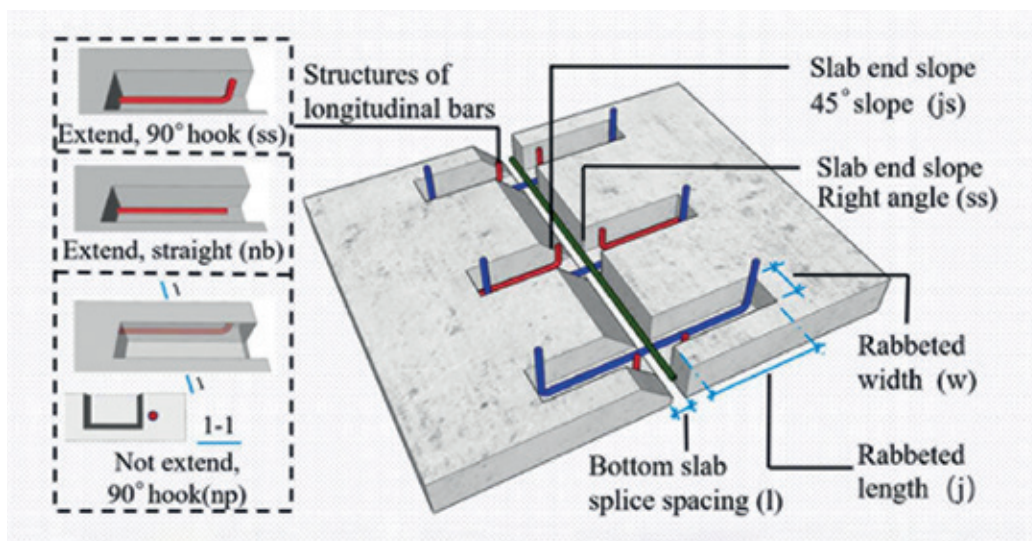 Extend, 90°hook (ss)
Extend, straight (nb)
1
1
1-1
Not extend,
90°hook(np)
Structures of
longitudinal bars
Slab end slope
45°slope (js)
Slab end slope
Right angle (ss)
Rabbeted
width (w)
Rabbeted
length (j)
Bottom slab
splice spacing (l)